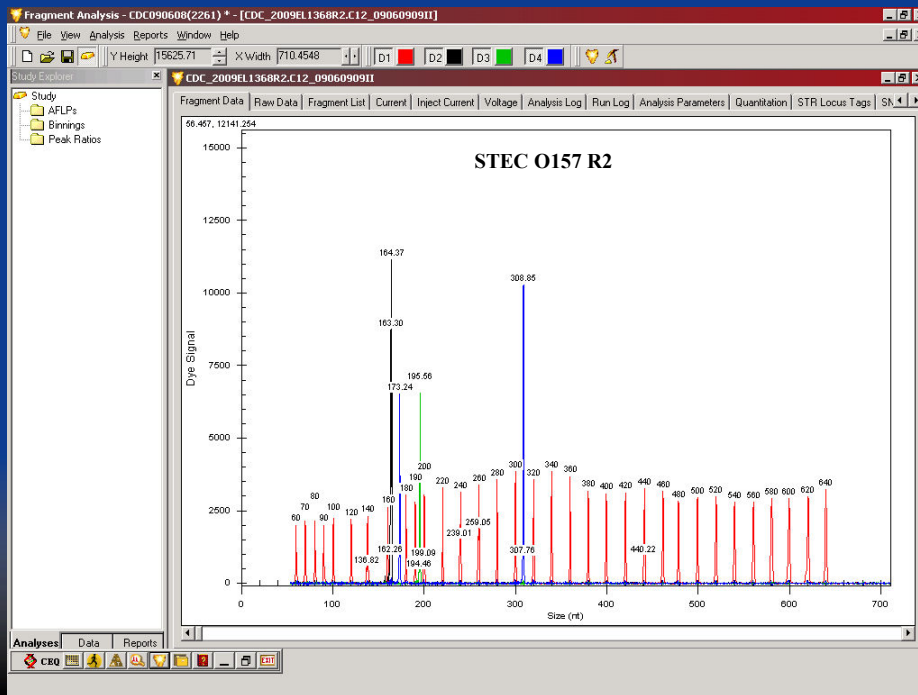 Fragment Analysis - CDC090608(2261) * - [CDC_2009EL1368R2.C12_09060909II]
File View Analysis Reports Window Help
Y Height 15625.71 X Width 710.4548 D1 D2 D3 D4
Study Explorer
Study
AFLPs
Binnings
Peak Ratios
CDC_2009EL1368R2.C12_09060909II
Fragment Data Raw Data Fragment List Current Inject Current Voltage Analysis Log Run Log Analysis Parameters Quantitation STR Locus Tags SN
56.467, 12141.254
STEC O157 R2
15000
12500
10000
7500
5000
2500
0
Dye Signal
164.37
308.85
163.30
195.56
173.24
200
60 70 80 90 100 120 140 160 180 190 220 240 260 280 300 320 340 360 380 400 420 440 460 480 500 520 540 560 580 600 620 640
239.01 259.05
136.82 162.26 199.09 307.76 440.22
194.46
0 100 200 300 400 500 600 700
Size (nt)
Analyses Data Reports
CEQ EXIT